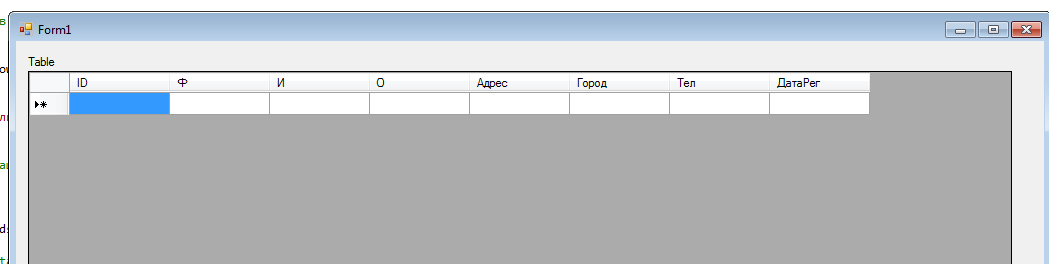 Form1
Table
ID Ф И О Адрес Город Тел ДатаРег